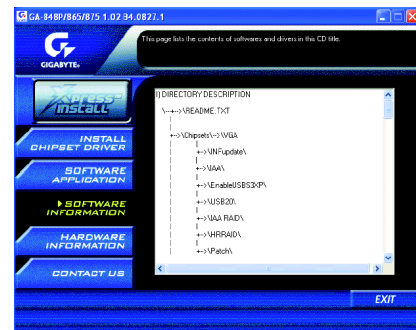 GA-848P/865/875 1.02 B4.0827.1
GIGABYTE
This page lists the contents of softwares and drivers in this CD title.
Xpress-
Install
INSTALL
CHIPSET DRIVER
SOFTWARE
APPLICATION
SOFTWARE
INFORMATION
HARDWARE
INFORMATION
CONTACT US
I) DIRECTORY DESCRIPTION
\--+-->\README.TXT
|
+->\Chipsets\-->\VGA
|
| +->\INFupdate\
| |
| +->\IAA\
| |
| +->\EnableUSBS3XP\
| |
| +->\USB20\
| |
| +->\IAA RAID\
| |
| +->\HRRAID\
| |
| +->\Patch\
EXIT